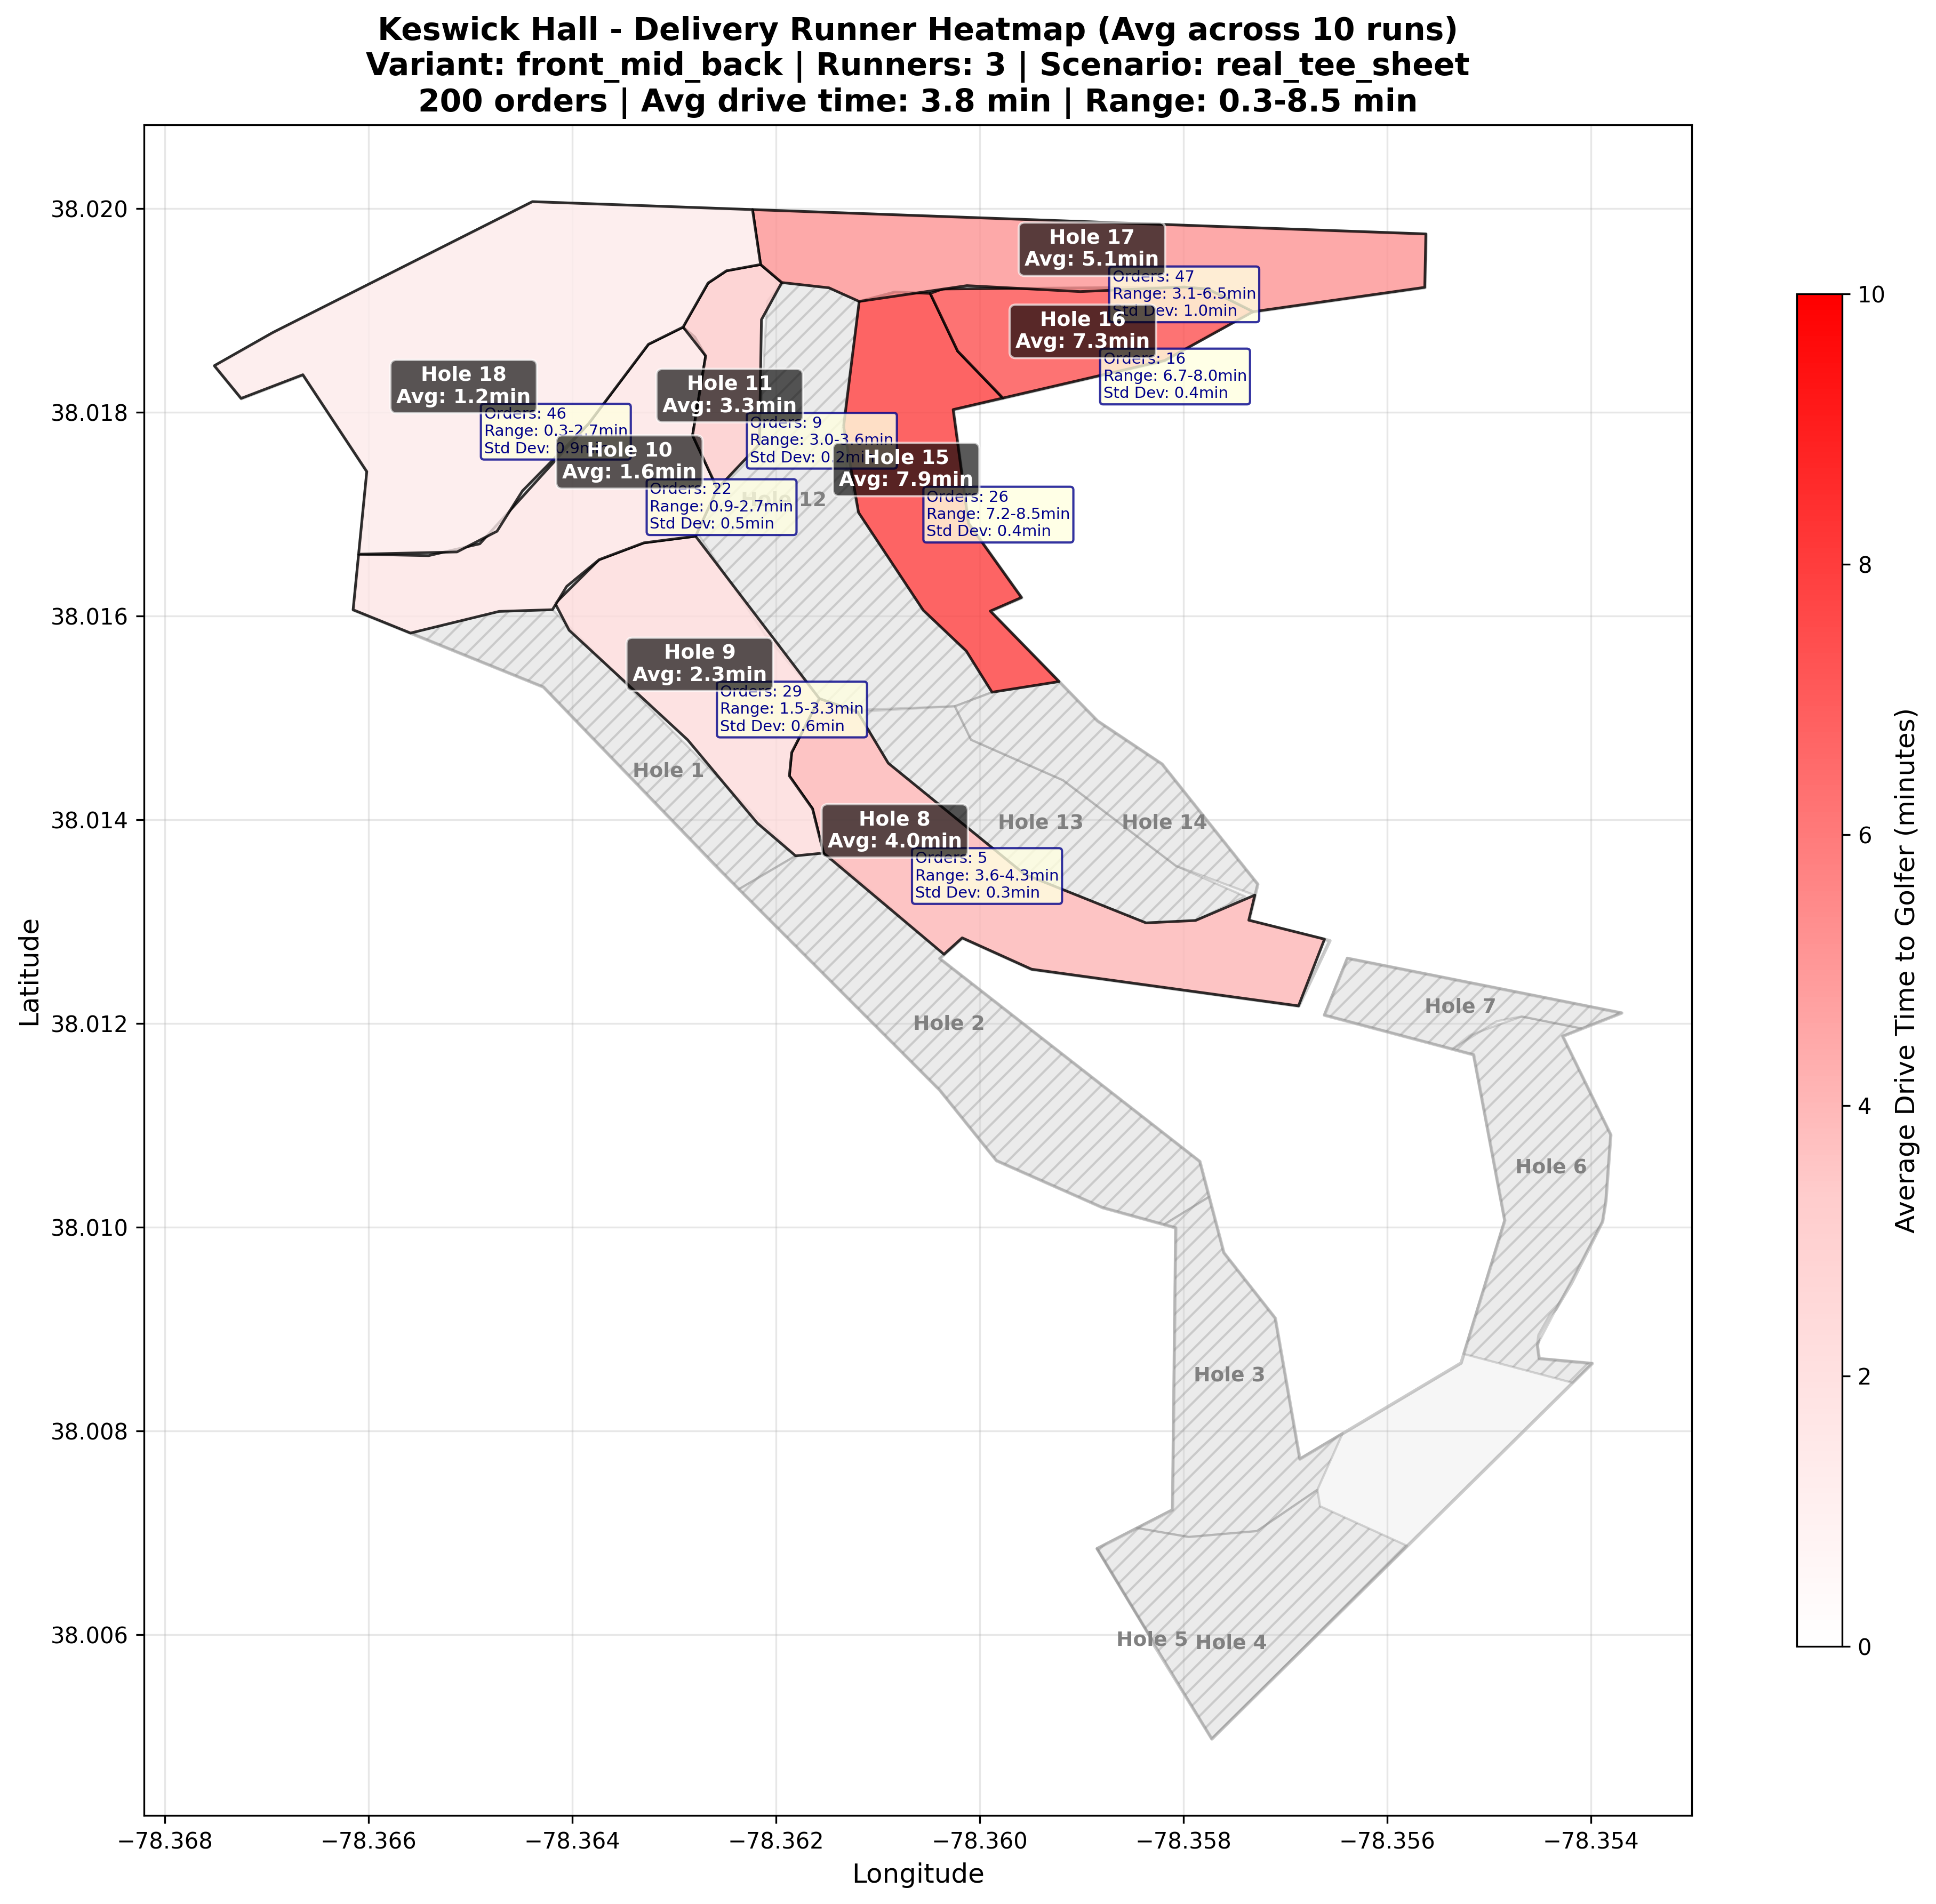 Keswick Hall - Delivery Runner Heatmap (Avg across 10 runs)
Variant: front_mid_back | Runners: 3 | Scenario: real_tee_sheet
200 orders | Avg drive time: 3.8 min | Range: 0.3-8.5 min
Latitude
38.020
38.018
38.016
38.014
38.012
38.010
38.008
38.006
Hole 17
Avg: 5.1min
Orders: 47
Range: 3.1-6.5min
Std Dev: 1.0min
Hole 16
Avg: 7.3min
Orders: 16
Range: 6.7-8.0min
Std Dev: 0.4min
Hole 18
Avg: 1.2min
Orders: 46
Range: 0.3-2.7min
Std Dev: 0.9min
Hole 11
Avg: 3.3min
Orders: 9
Range: 3.0-3.6min
Std Dev: 0.2min
Hole 10
Avg: 1.6min
Orders: 22
Range: 0.9-2.7min
Std Dev: 0.5min
Hole 15
Avg: 7.9min
Orders: 26
Range: 7.2-8.5min
Std Dev: 0.4min
Hole 12
Hole 9
Avg: 2.3min
Orders: 29
Range: 1.5-3.3min
Std Dev: 0.6min
Hole 1
Hole 8
Avg: 4.0min
Orders: 5
Range: 3.6-4.3min
Std Dev: 0.3min
Hole 13
Hole 14
Hole 2
Hole 7
Hole 6
Hole 3
Hole 5
Hole 4
−78.368
−78.366
−78.364
−78.362
−78.360
−78.358
−78.356
−78.354
Longitude
10
8
6
4
2
0
Average Drive Time to Golfer (minutes)